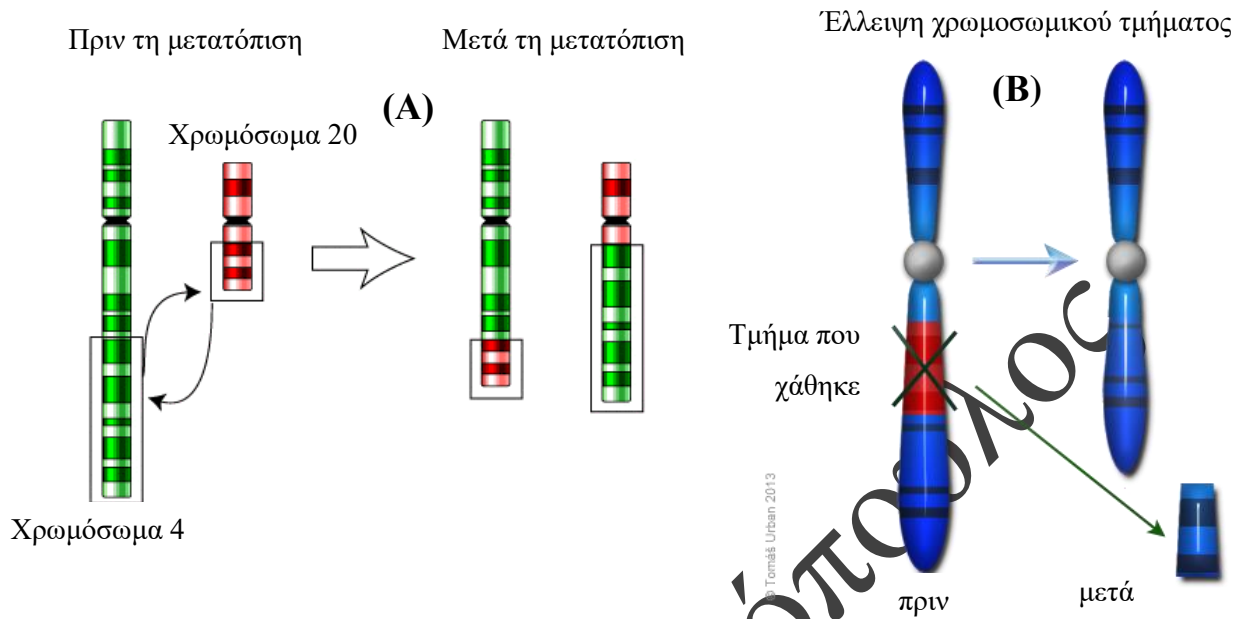 Πριν τη μετατόπιση
Μετά τη μετατόπιση
(Α)
Χρωμόσωμα 20
Χρωμόσωμα 4
Έλλειψη χρωμοσωμικού τμήματος
(Β)
Τμήμα που
χάθηκε
© Tomáš Urban 2013
πριν
μετά